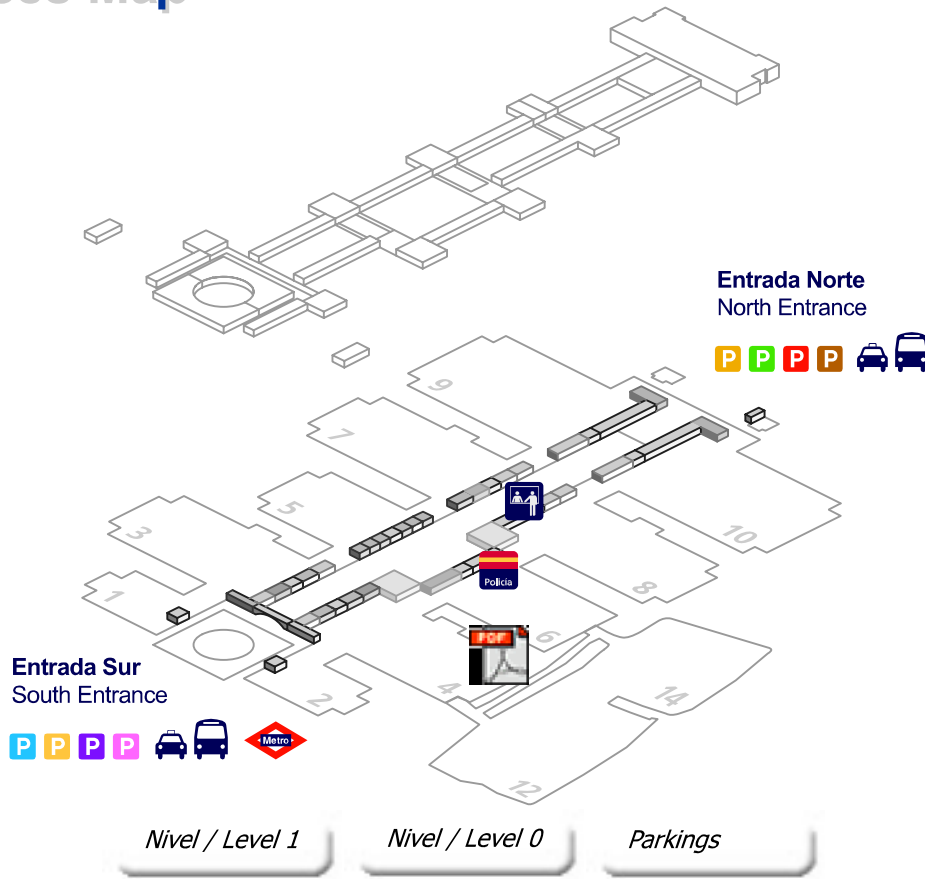 Map
Entrada Norte
North Entrance
P P P P
9
7
5
3
10
1
8
Policía
6
PDF
Entrada Sur
South Entrance
2
4
14
P P P P
Metro
12
Nivel / Level 1
Nivel / Level 0
Parkings